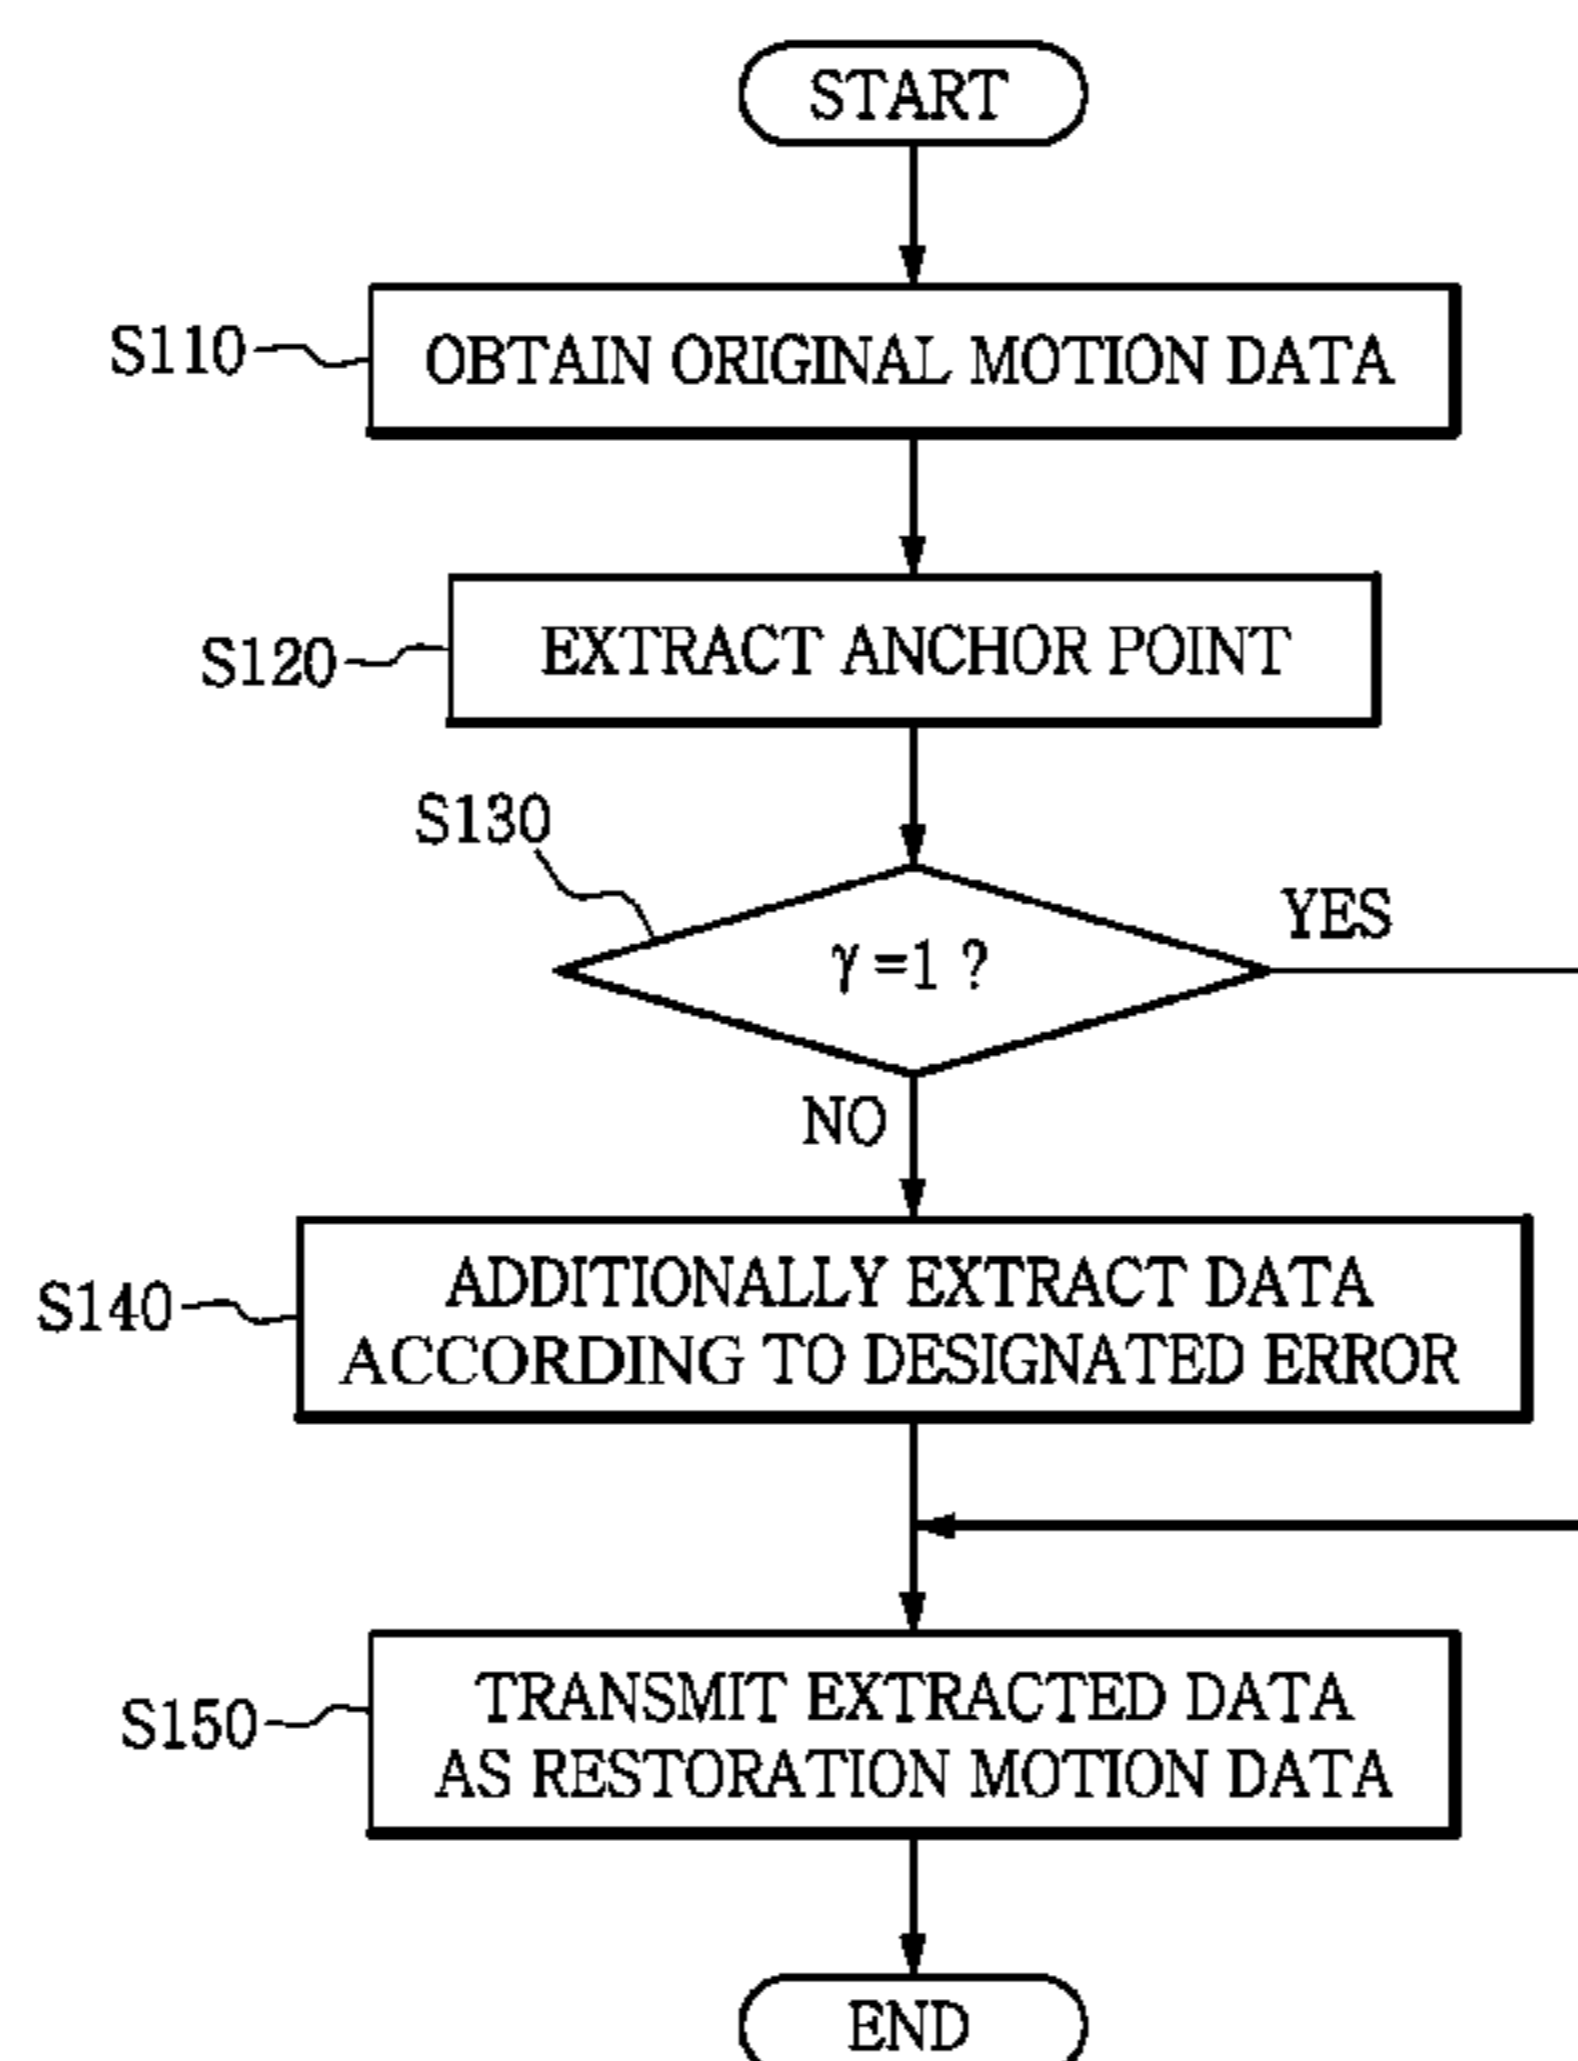 START
S110
OBTAIN ORIGINAL MOTION DATA
S120
EXTRACT ANCHOR POINT
S130
γ=1 ?
YES
NO
S140
ADDITIONALLY EXTRACT DATA
ACCORDING TO DESIGNATED ERROR
S150
TRANSMIT EXTRACTED DATA
AS RESTORATION MOTION DATA
END